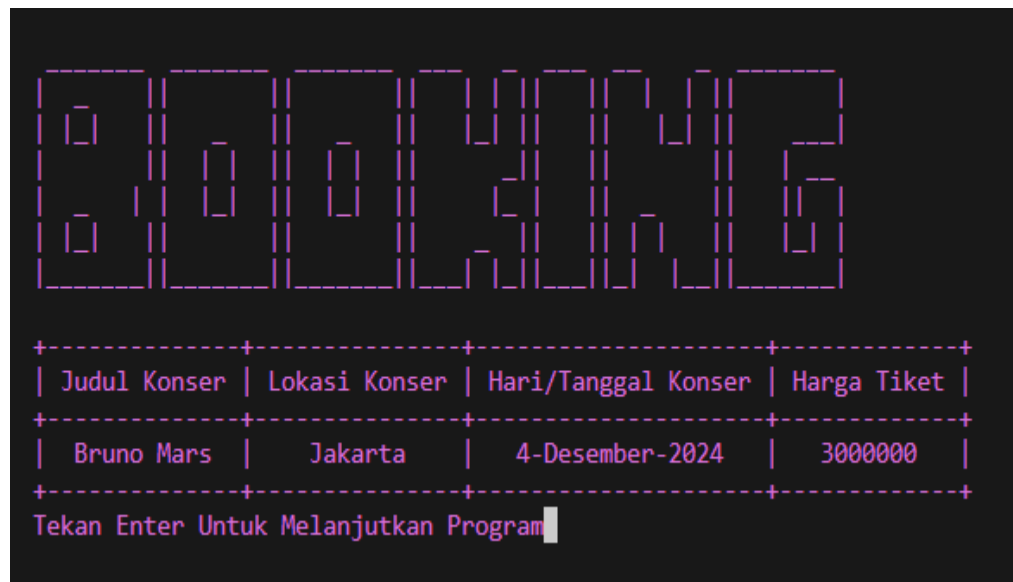 BOOKING
Judul Konser | Lokasi Konser | Hari/Tanggal Konser | Harga Tiket
Bruno Mars | Jakarta | 4-Desember-2024 | 3000000
Tekan Enter Untuk Melanjutkan Program